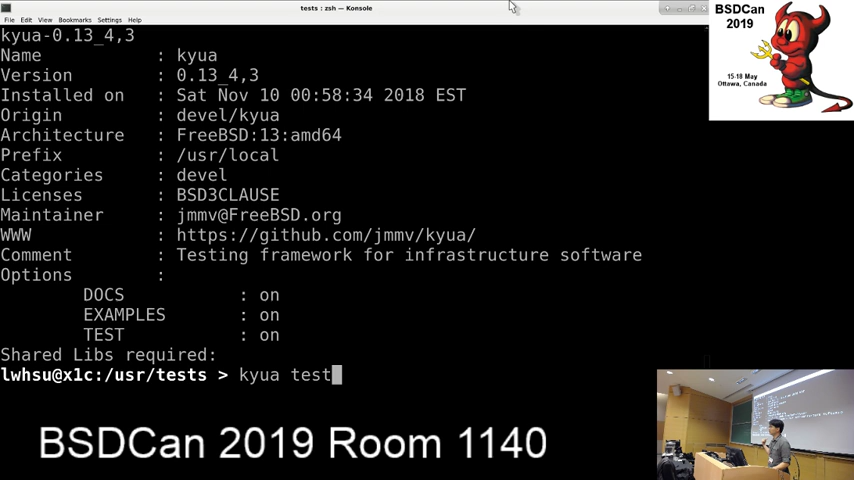 tests : zsh — Konsole
File Edit View Bookmarks Settings Help
kyua-0.13_4,3
Name : kyua
Version : 0.13_4,3
Installed on : Sat Nov 10 00:58:34 2018 EST
Origin : devel/kyua
Architecture : FreeBSD:13:amd64
Prefix : /usr/local
Categories : devel
Licenses : BSD3CLAUSE
Maintainer : jmmv@FreeBSD.org
WWW : https://github.com/jmmv/kyua/
Comment : Testing framework for infrastructure software
Options :
DOCS : on
EXAMPLES : on
TEST : on
Shared Libs required:
lwhsu@x1c:/usr/tests > kyua test
BSDCan
2019
15-18 May
Ottawa, Canada
BSDCan 2019 Room 1140